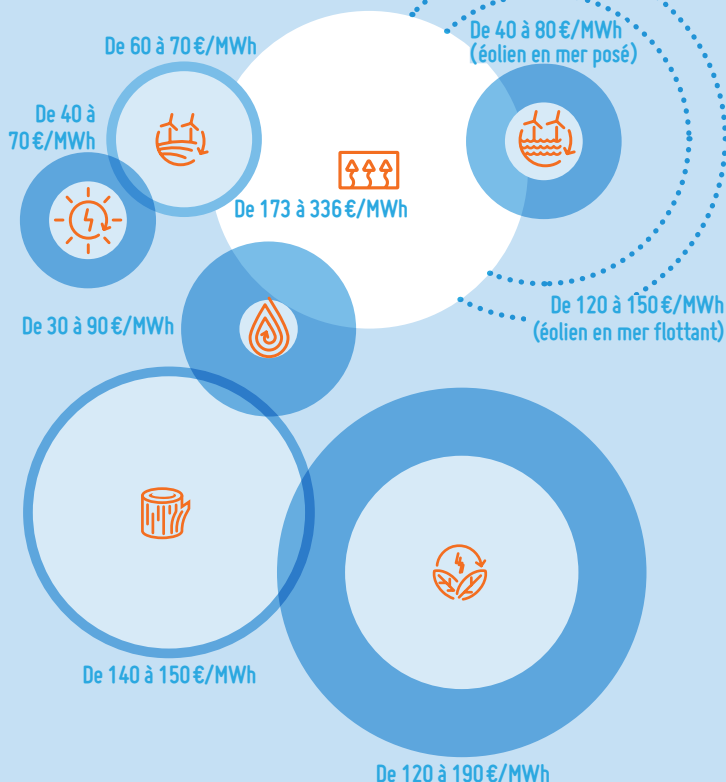 De 40 à 80 €/MWh
(éolien en mer posé)
De 60 à 70 €/MWh
De 40 à
70 €/MWh
De 173 à 336 €/MWh
De 120 à 150 €/MWh
(éolien en mer flottant)
De 30 à 90 €/MWh
De 140 à 150 €/MWh
De 120 à 190 €/MWh